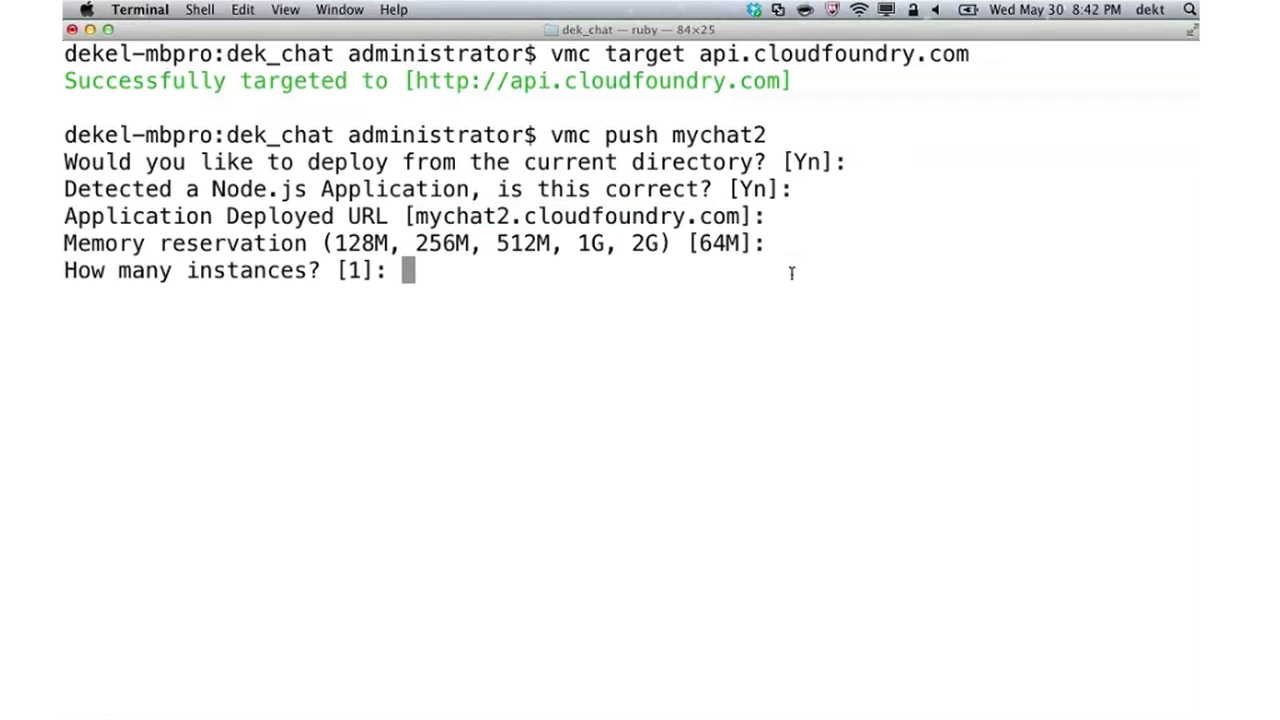 Terminal Shell Edit View Window Help Wed May 30 8:42 PM dekt
dek_chat — ruby — 84×25
dekel-mbpro:dek_chat administrator$ vmc target api.cloudfoundry.com
Successfully targeted to [http://api.cloudfoundry.com]
dekel-mbpro:dek_chat administrator$ vmc push mychat2
Would you like to deploy from the current directory? [Yn]:
Detected a Node.js Application, is this correct? [Yn]:
Application Deployed URL [mychat2.cloudfoundry.com]:
Memory reservation (128M, 256M, 512M, 1G, 2G) [64M]:
How many instances? [1]: